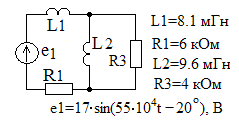 L1
L1=8.1 мГн
R1=6 кОм
e1
L2
R3
L2=9.6 мГн
R1
R3=4 кОм
e1=17·sin(55·10⁴t−20°), В